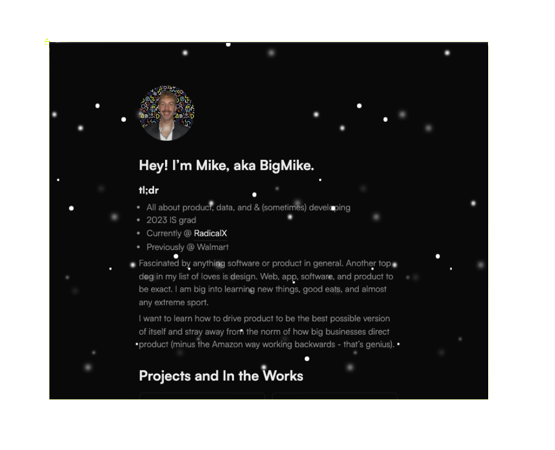 Hey! I'm Mike, aka BigMike.
tl;dr
• All about product, data, and & (sometimes) developing
• 2023 IS grad
• Currently @ RadicalX
• Previously @ Walmart
Fascinated by anything software or product in general. Another top
dog in my list of loves is design. Web, app, software, and product to
be exact. I am big into learning new things, good eats, and almost
any extreme sport.
I want to learn how to drive product to be the best possible version
of itself and stray away from the norm of how big businesses direct
product (minus the Amazon way working backwards - that's genius).
Projects and In the Works